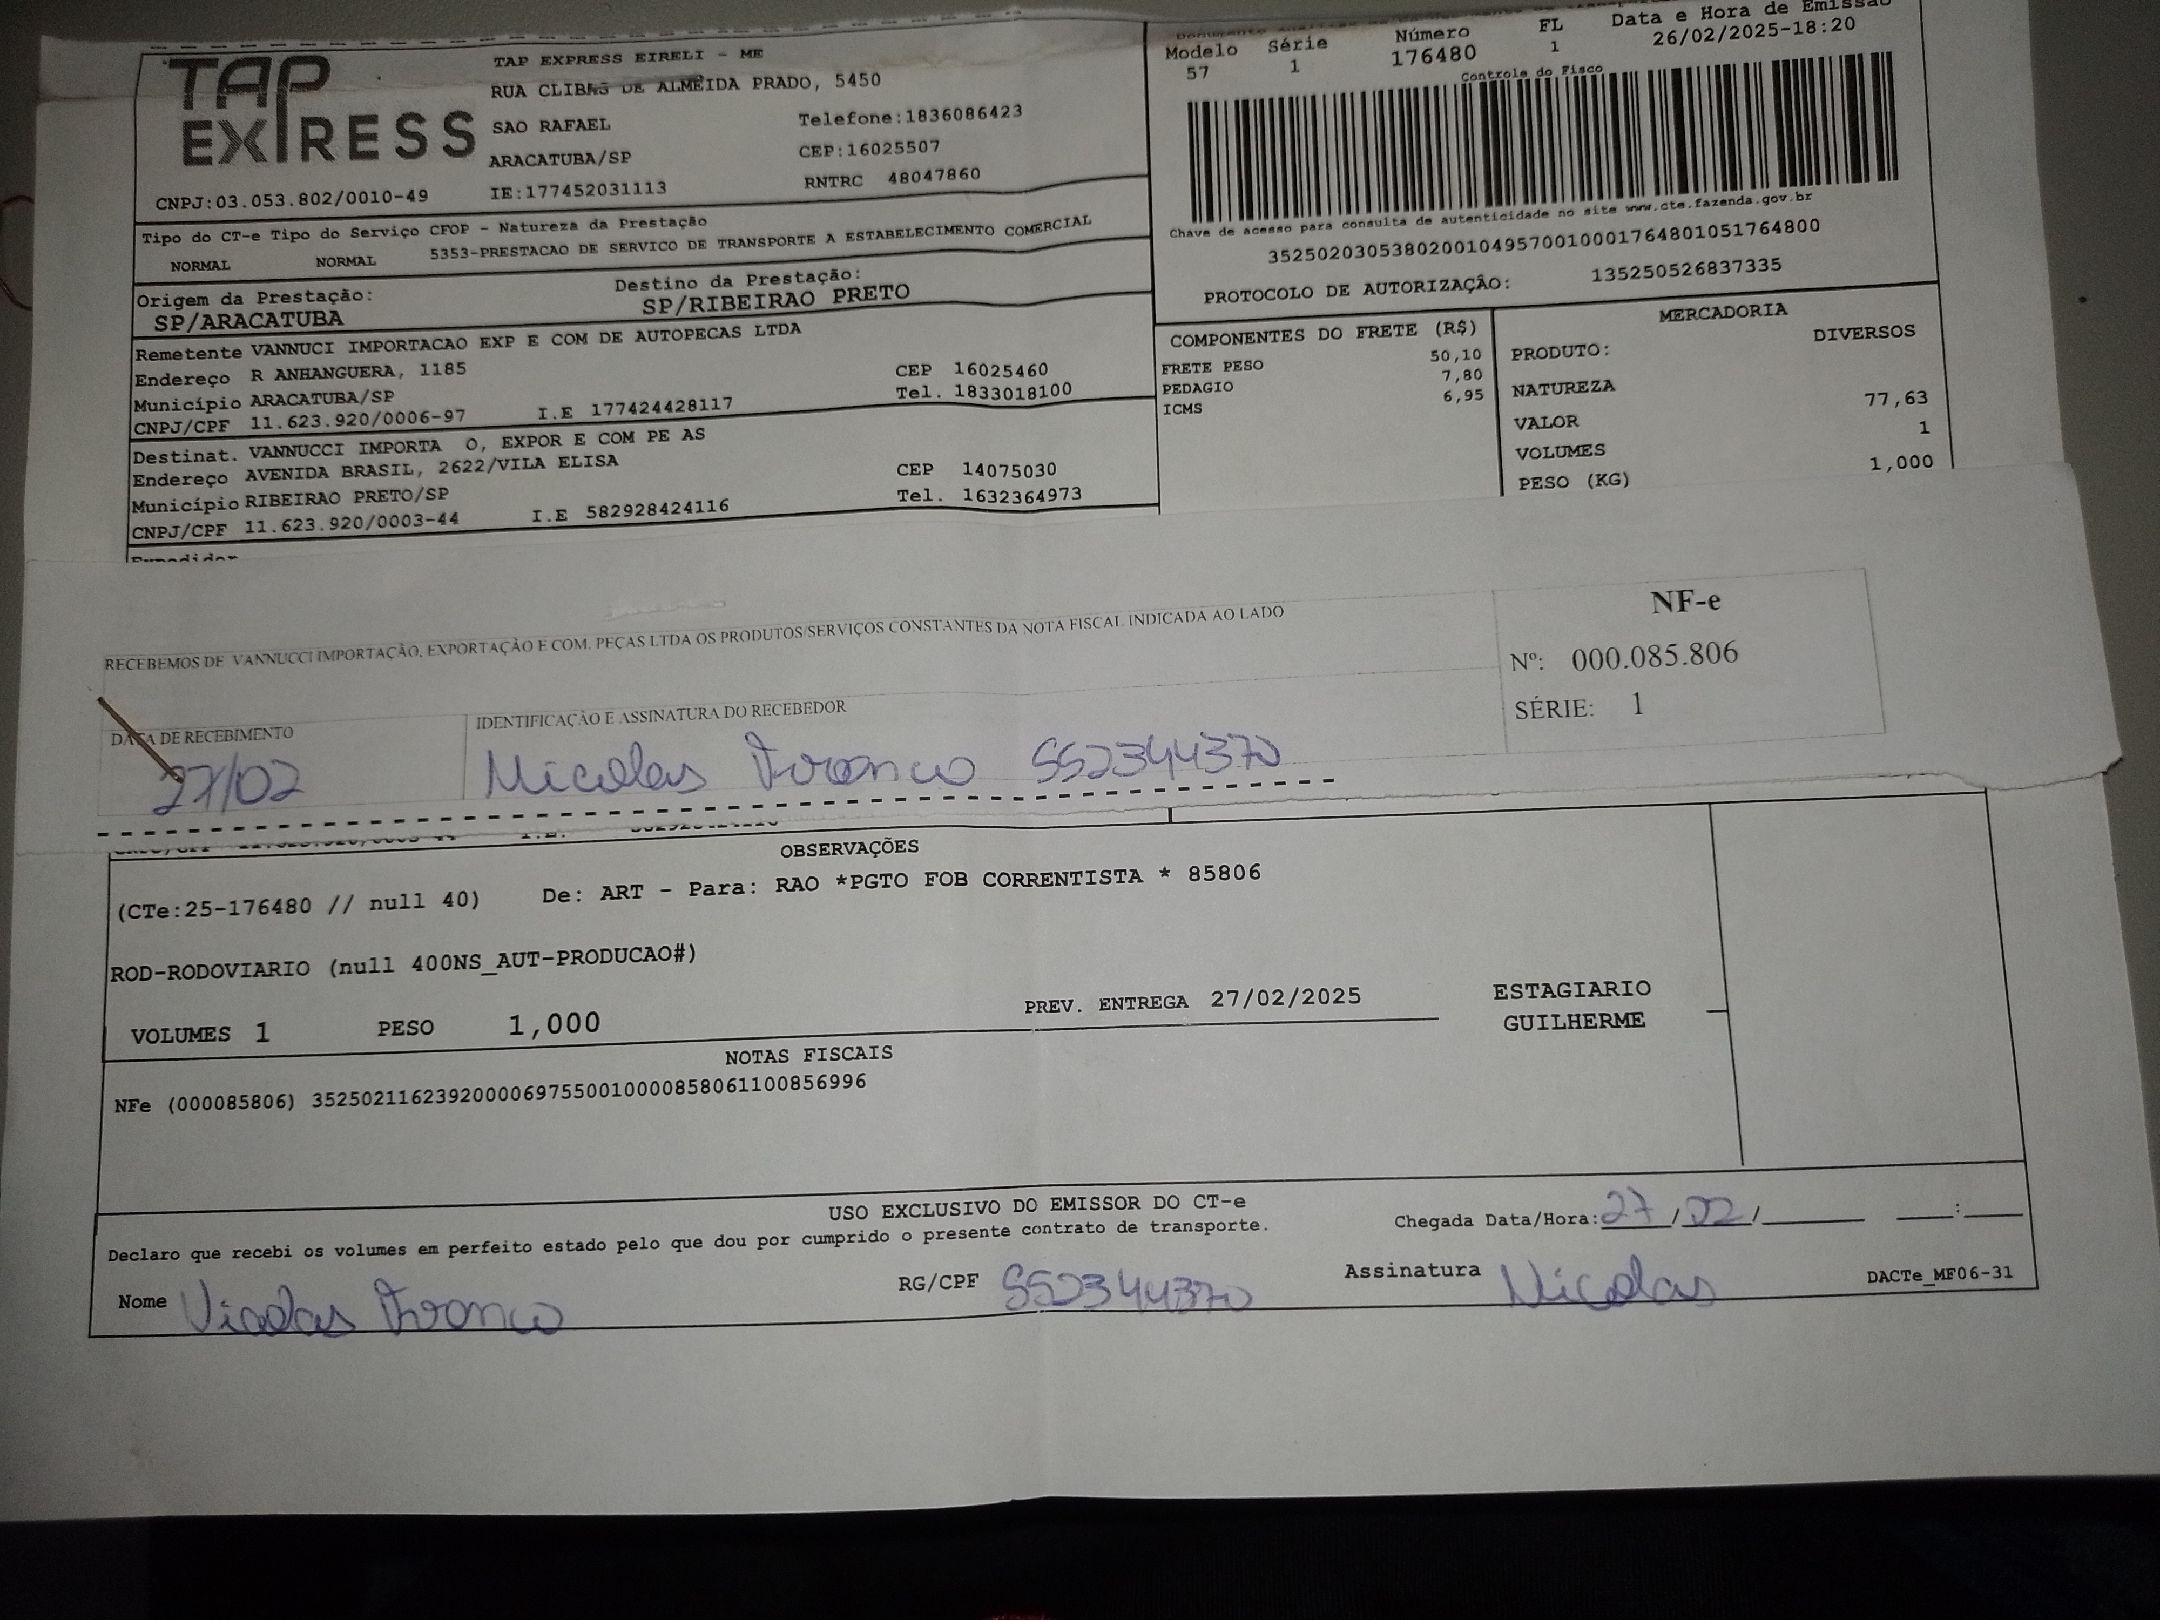 TAP EXPRESS
TAP EXPRESS EIRELI - ME
RUA CLIBAS DE ALMEIDA PRADO, 5450
SAO RAFAEL Telefone:1836086423
ARACATUBA/SP CEP:16025507
CNPJ:03.053.802/0010-49 IE:177452031113 RNTRC 48047860
Modelo Série Número FL Data e Hora de Emissão
57 1 176480 1 26/02/2025-18:20
Controle do Fisco
Chave de acesso para consulta de autenticidade no site www.cte.fazenda.gov.br
35250203053802001049570010001764801051764800
PROTOCOLO DE AUTORIZAÇÂO: 135250526837335
Tipo do CT-e Tipo do Serviço CFOP - Natureza da Prestação
NORMAL NORMAL 5353-PRESTACAO DE SERVICO DE TRANSPORTE A ESTABELECIMENTO COMERCIAL
Origem da Prestação: Destino da Prestação:
SP/ARACATUBA SP/RIBEIRAO PRETO
Remetente VANNUCI IMPORTACAO EXP E COM DE AUTOPECAS LTDA
Endereço R ANHANGUERA, 1185 CEP 16025460
Município ARACATUBA/SP Tel. 1833018100
CNPJ/CPF 11.623.920/0006-97 I.E 177424428117
Destinat. VANNUCCI IMPORTA O, EXPOR E COM PE AS
Endereço AVENIDA BRASIL, 2622/VILA ELISA CEP 14075030
Município RIBEIRAO PRETO/SP Tel. 1632364973
CNPJ/CPF 11.623.920/0003-44 I.E 582928424116
COMPONENTES DO FRETE (R$)
FRETE PESO 50,10
PEDAGIO 7,80
ICMS 6,95
MERCADORIA
PRODUTO: DIVERSOS
NATUREZA
VALOR 77,63
VOLUMES 1
PESO (KG) 1,000
RECEBEMOS DE VANNUCCI IMPORTAÇÃO, EXPORTAÇÃO E COM. PEÇAS LTDA OS PRODUTOS/SERVIÇOS CONSTANTES DA NOTA FISCAL INDICADA AO LADO
NF-e
Nº: 000.085.806
SÉRIE: 1
DATA DE RECEBIMENTO IDENTIFICAÇÃO E ASSINATURA DO RECEBEDOR
27/02 Nicolas Franco 552344370
OBSERVAÇÕES
(CTe:25-176480 // null 40) De: ART - Para: RAO *PGTO FOB CORRENTISTA * 85806
ROD-RODOVIARIO (null 400NS_AUT-PRODUCAO#)
VOLUMES 1 PESO 1,000 PREV. ENTREGA 27/02/2025
ESTAGIARIO
GUILHERME
NOTAS FISCAIS
NFe (000085806) 35250211623920000697550010000858061100856996
USO EXCLUSIVO DO EMISSOR DO CT-e
Declaro que recebi os volumes em perfeito estado pelo que dou por cumprido o presente contrato de transporte. Chegada Data/Hora: 27/02/ :
Nome Nicolas Franco RG/CPF 552344370 Assinatura Nicolas DACTe_MF06-31